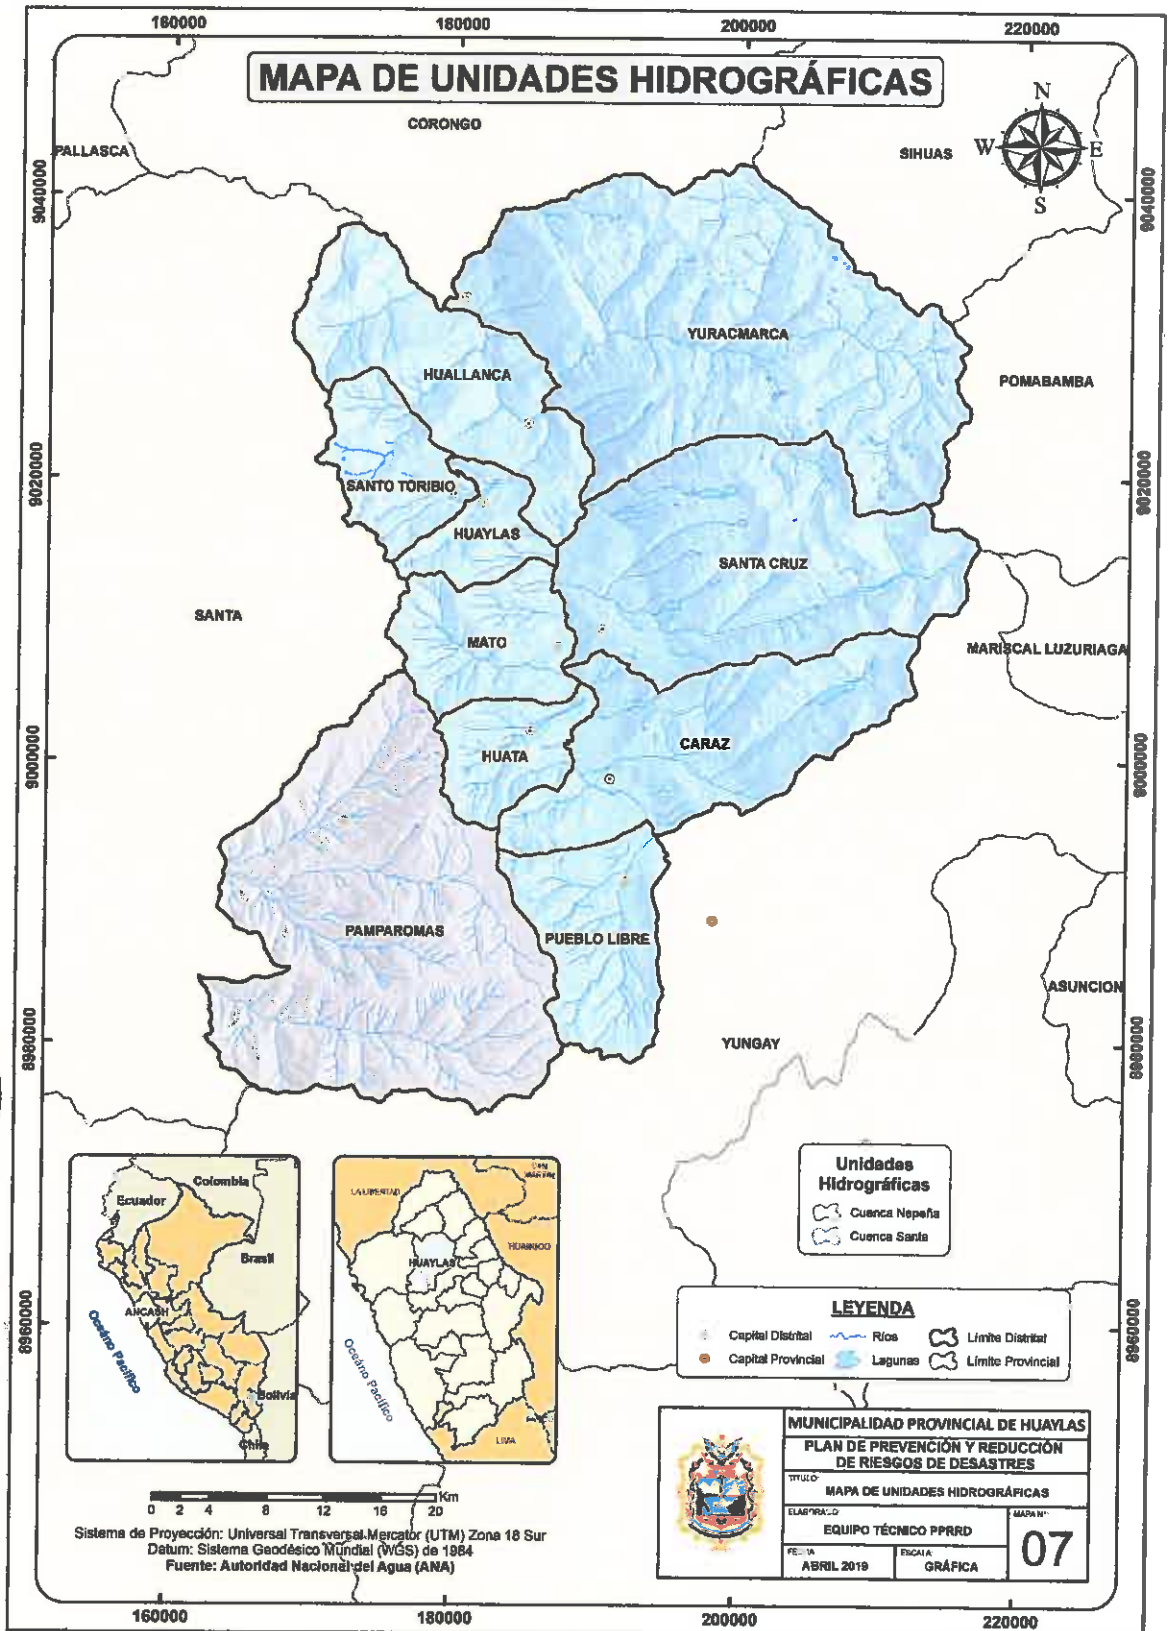 160000 180000 200000 220000
MAPA DE UNIDADES HIDROGRÁFICAS
N
W E
S
CORONGO
PALLASCA
SIHUAS
9040000
9040000
YURACMARCA
HUALLANCA
POMABAMBA
9020000
9020000
SANTO TORIBIO
HUAYLAS
SANTA CRUZ
SANTA
MATO
MARISCAL LUZURIAGA
9000000
9000000
HUATA
CARAZ
PAMPAROMAS
PUEBLO LIBRE
ASUNCION
8980000
8980000
YUNGAY
Colombia
Ecuador
Brasil
ANCASH
Océano Pacífico
Bolivia
Chile
LA LIBERTAD
SAN MARTIN
HUANUCO
HUAYLAS
Océano Pacífico
LIMA
Unidades
Hidrográficas
Cuenca Nepeña
Cuenca Santa
8960000
8960000
LEYENDA
Capital Distrital Ríos Límite Distrital
Capital Provincial Lagunas Límite Provincial
MUNICIPALIDAD PROVINCIAL DE HUAYLAS
PLAN DE PREVENCIÓN Y REDUCCIÓN
DE RIESGOS DE DESASTRES
TITULO:
MAPA DE UNIDADES HIDROGRÁFICAS
ELABORADO:
EQUIPO TÉCNICO PPRRD
MAPA N°:
07
FECHA
ABRIL 2019
ESCALA
GRÁFICA
Km
0 2 4 8 12 16 20
Sistema de Proyección: Universal Transversal Mercator (UTM) Zona 18 Sur
Datum: Sistema Geodésico Mundial (WGS) de 1984
Fuente: Autoridad Nacional del Agua (ANA)
160000 180000 200000 220000